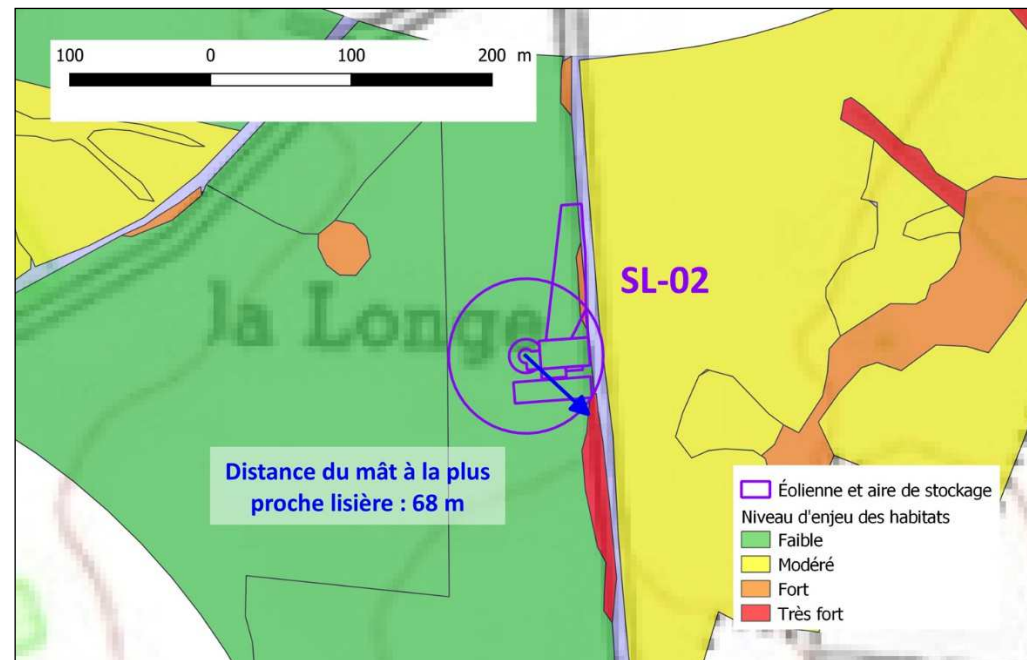 100 0 100 200 m
SL-02
la Longe
Distance du mât à la plus
proche lisière : 68 m
Éolienne et aire de stockage
Niveau d'enjeu des habitats
Faible
Modéré
Fort
Très fort